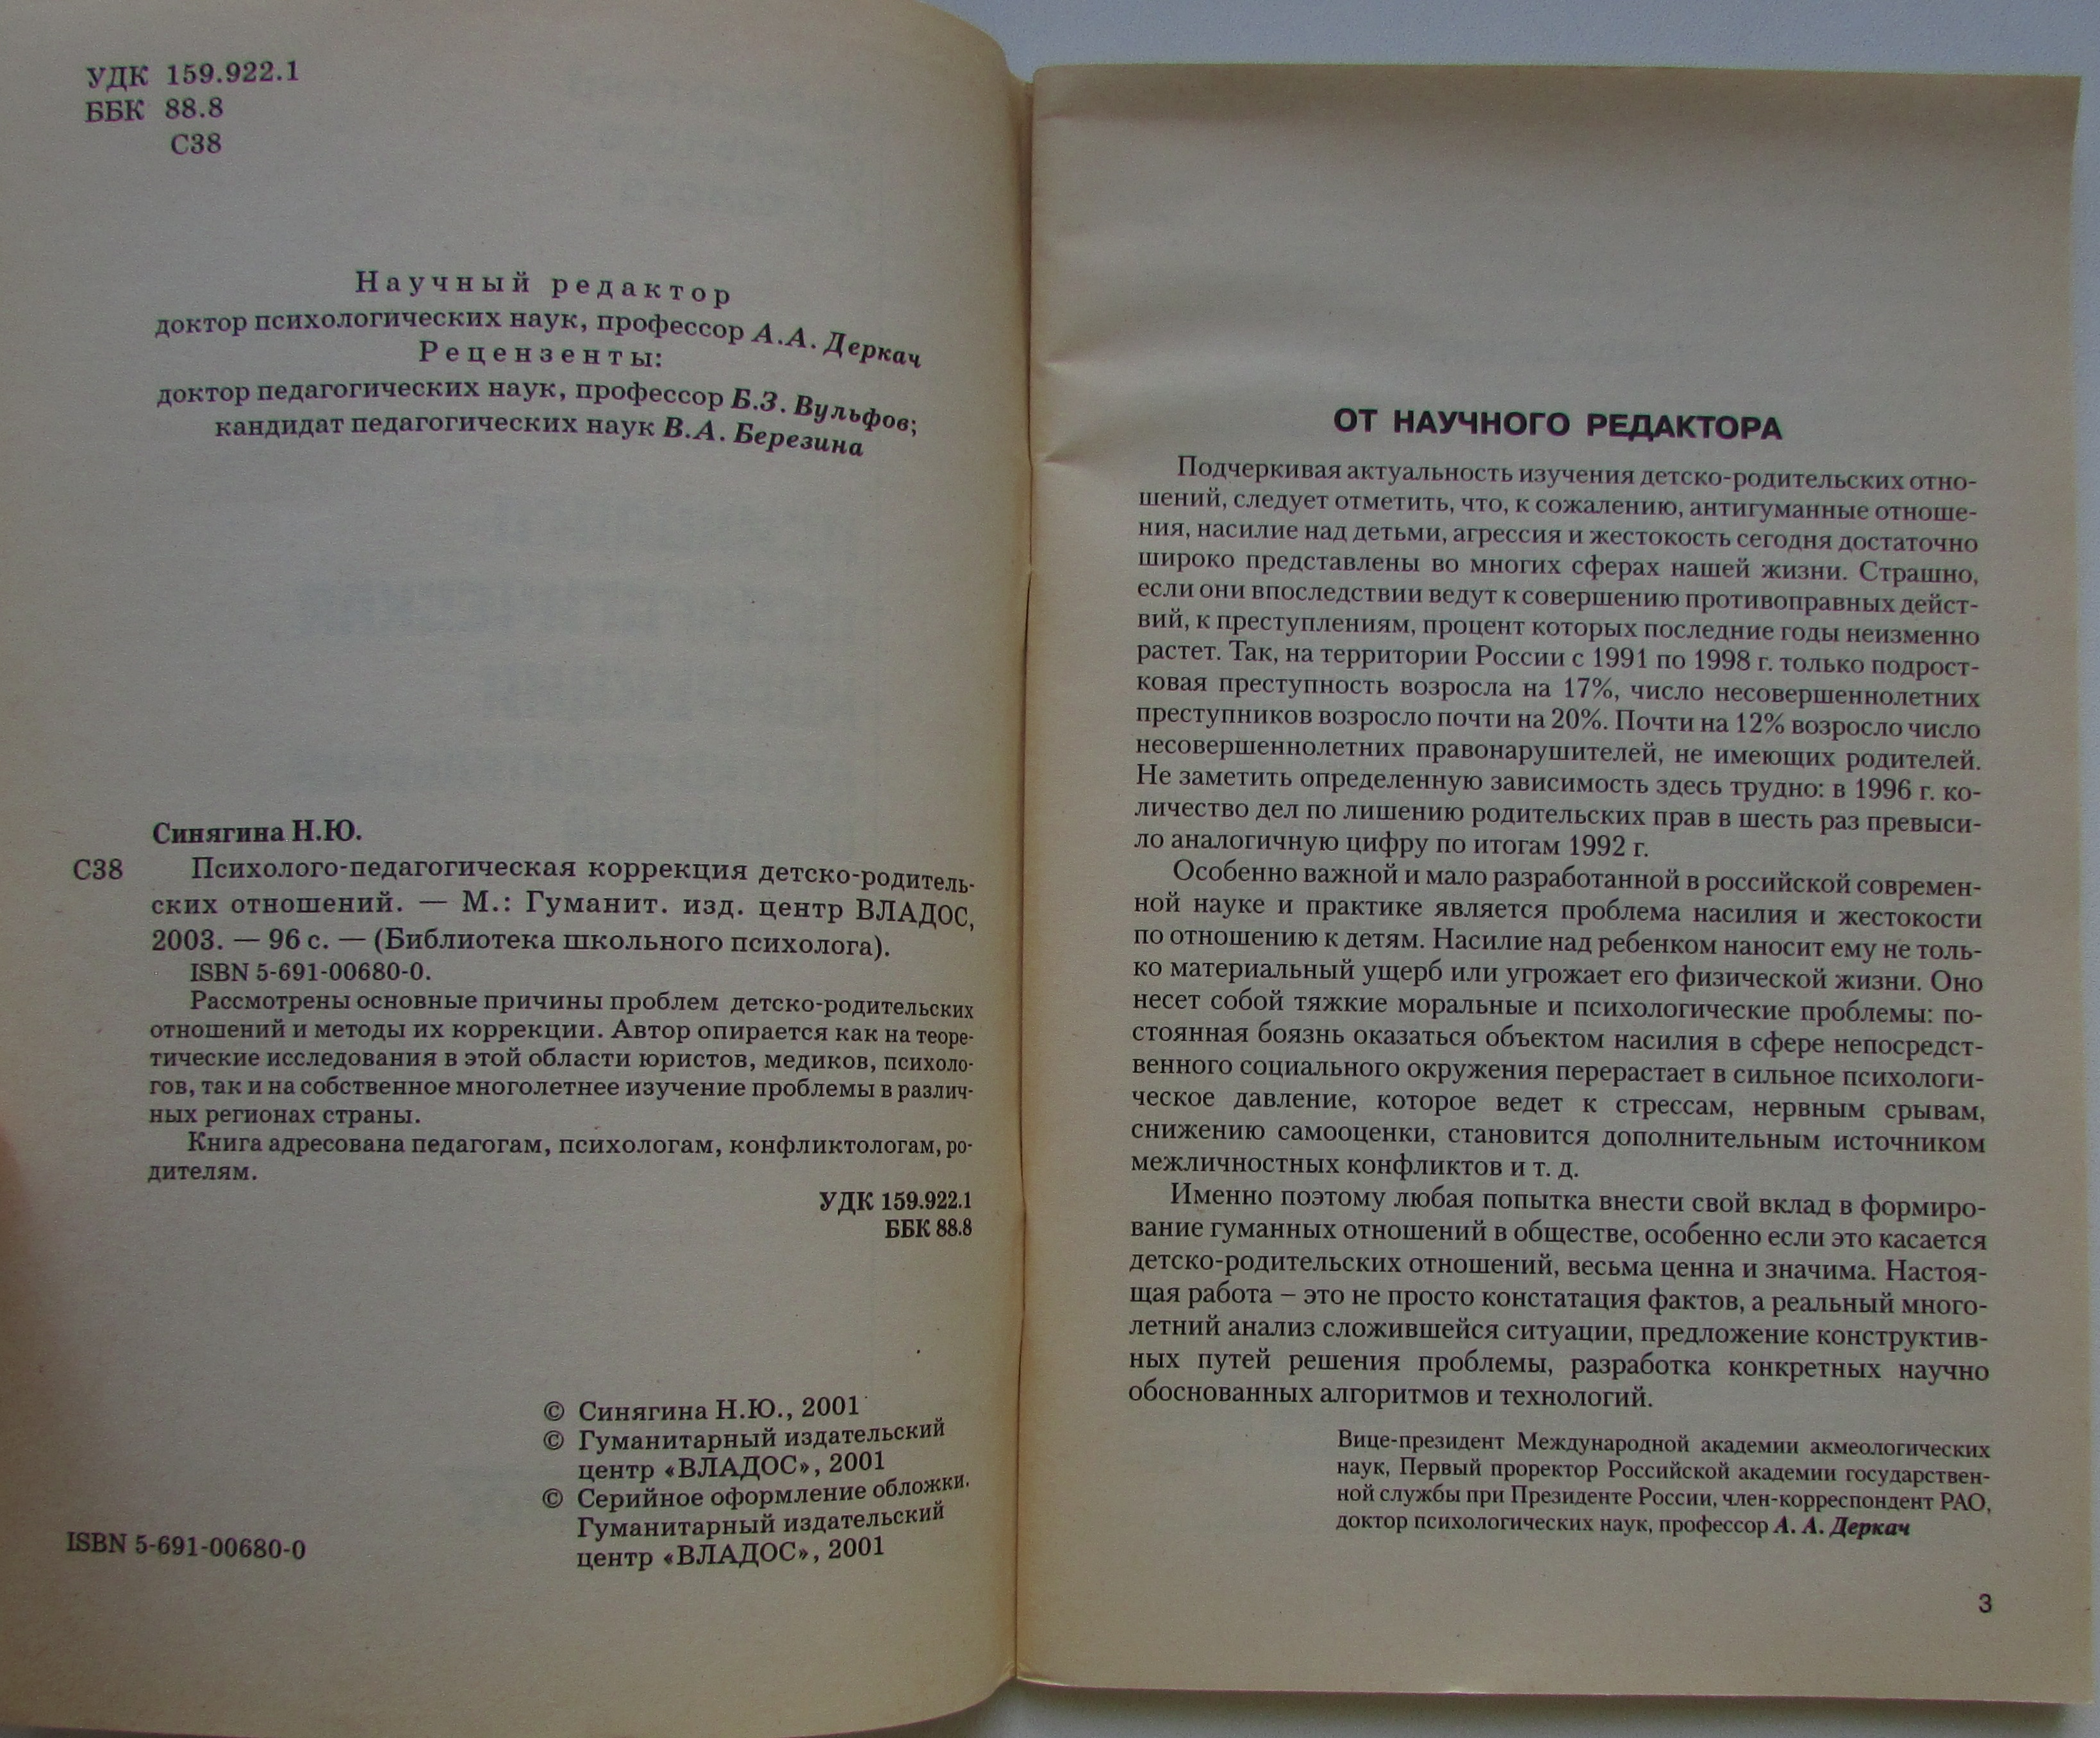 УДК 159.922.1
ББК 88.8
С38
Научный редактор
доктор психологических наук, профессор А.А. Деркач
Рецензенты:
доктор педагогических наук, профессор Б.З. Вульфов;
кандидат педагогических наук В.А. Березина
Синягина Н.Ю.
С38 Психолого-педагогическая коррекция детско-родитель-
ских отношений. — М.: Гуманит. изд. центр ВЛАДОС,
2003. — 96 с. — (Библиотека школьного психолога).
ISBN 5-691-00680-0.
Рассмотрены основные причины проблем детско-родительских
отношений и методы их коррекции. Автор опирается как на теоре-
тические исследования в этой области юристов, медиков, психоло-
гов, так и на собственное многолетнее изучение проблемы в различ-
ных регионах страны.
Книга адресована педагогам, психологам, конфликтологам, ро-
дителям.
УДК 159.922.1
ББК 88.8
© Синягина Н.Ю., 2001
© Гуманитарный издательский
центр «ВЛАДОС», 2001
© Серийное оформление обложки.
Гуманитарный издательский
центр «ВЛАДОС», 2001
ISBN 5-691-00680-0
ОТ НАУЧНОГО РЕДАКТОРА
Подчеркивая актуальность изучения детско-родительских отно-
шений, следует отметить, что, к сожалению, антигуманные отноше-
ния, насилие над детьми, агрессия и жестокость сегодня достаточно
широко представлены во многих сферах нашей жизни. Страшно,
если они впоследствии ведут к совершению противоправных дейст-
вий, к преступлениям, процент которых последние годы неизменно
растет. Так, на территории России с 1991 по 1998 г. только подрост-
ковая преступность возросла на 17%, число несовершеннолетних
преступников возросло почти на 20%. Почти на 12% возросло число
несовершеннолетних правонарушителей, не имеющих родителей.
Не заметить определенную зависимость здесь трудно: в 1996 г. ко-
личество дел по лишению родительских прав в шесть раз превыси-
ло аналогичную цифру по итогам 1992 г.
Особенно важной и мало разработанной в российской современ-
ной науке и практике является проблема насилия и жестокости
по отношению к детям. Насилие над ребенком наносит ему не толь-
ко материальный ущерб или угрожает его физической жизни. Оно
несет собой тяжкие моральные и психологические проблемы: по-
стоянная боязнь оказаться объектом насилия в сфере непосредст-
венного социального окружения перерастает в сильное психологи-
ческое давление, которое ведет к стрессам, нервным срывам,
снижению самооценки, становится дополнительным источником
межличностных конфликтов и т. д.
Именно поэтому любая попытка внести свой вклад в формиро-
вание гуманных отношений в обществе, особенно если это касается
детско-родительских отношений, весьма ценна и значима. Настоя-
щая работа – это не просто констатация фактов, а реальный много-
летний анализ сложившейся ситуации, предложение конструктив-
ных путей решения проблемы, разработка конкретных научно
обоснованных алгоритмов и технологий.
Вице-президент Международной академии акмеологических
наук, Первый проректор Российской академии государствен-
ной службы при Президенте России, член-корреспондент РАО,
доктор психологических наук, профессор А. А. Деркач
3